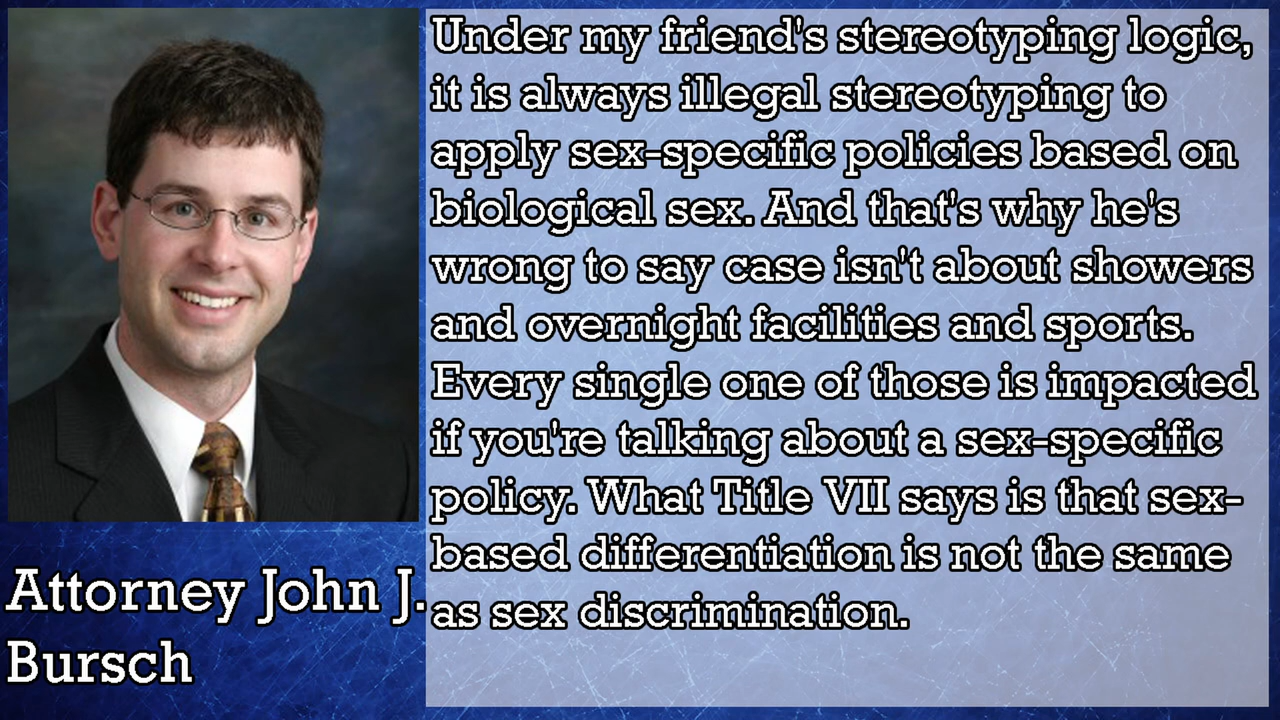 Under my friend's stereotyping logic,
it is always illegal stereotyping to
apply sex-specific policies based on
biological sex. And that's why he's
wrong to say case isn't about showers
and overnight facilities and sports.
Every single one of those is impacted
if you're talking about a sex-specific
policy. What Title VII says is that sex-
based differentiation is not the same
as sex discrimination.
Attorney John J.
Bursch